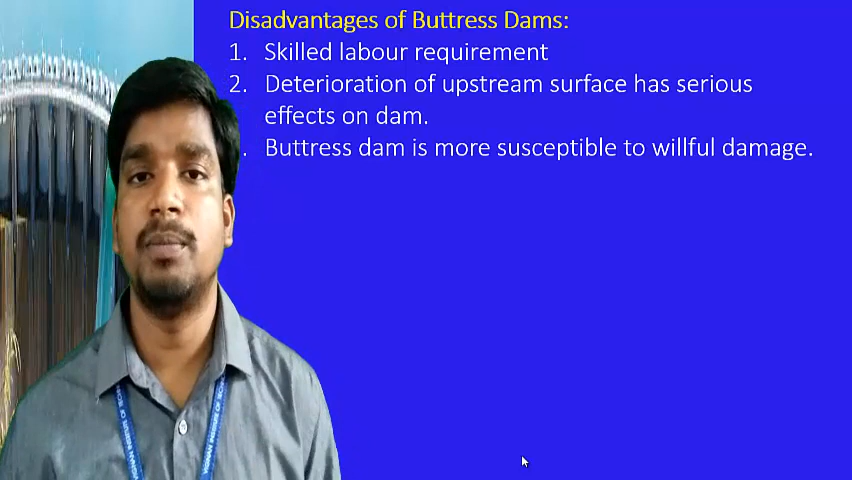 Disadvantages of Buttress Dams:
1. Skilled labour requirement
2. Deterioration of upstream surface has serious
effects on dam.
. Buttress dam is more susceptible to willful damage.